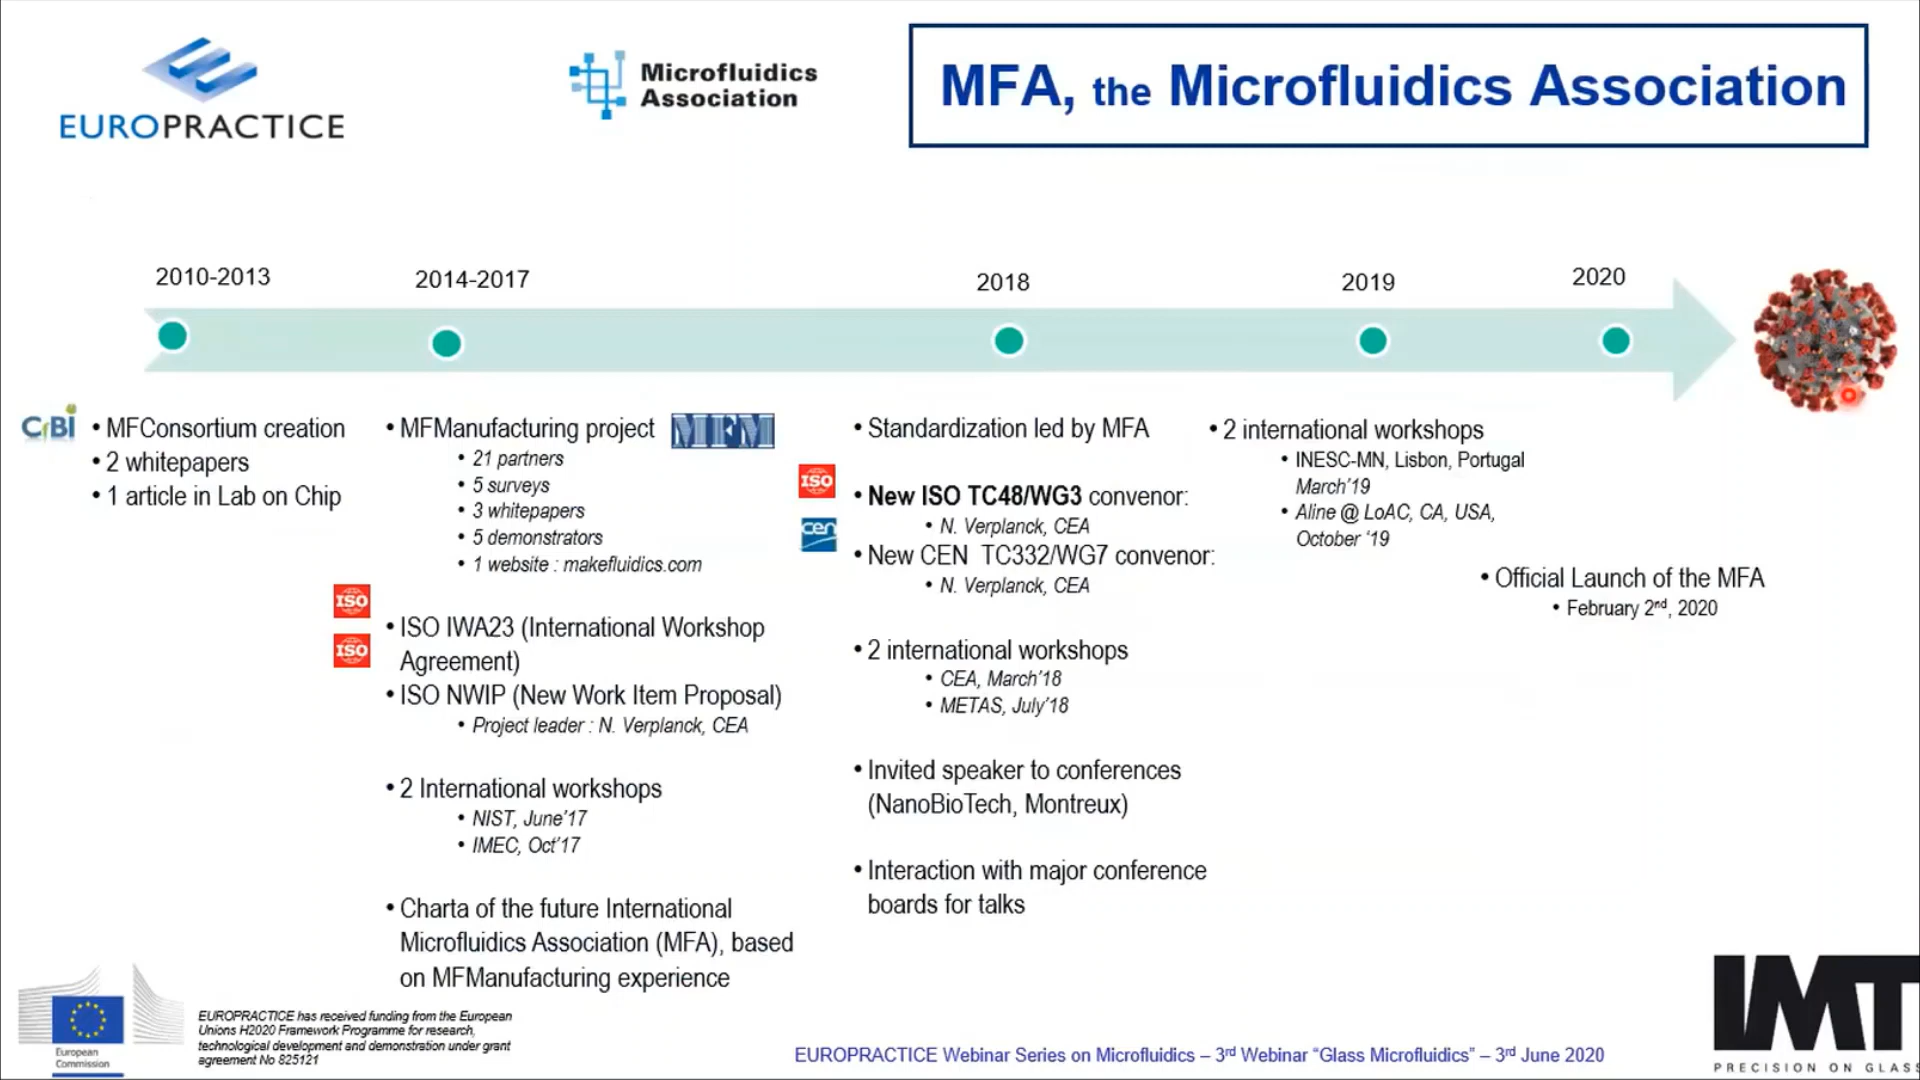 EUROPRACTICE
Microfluidics
Association
MFA, the Microfluidics Association
2010-2013
2014-2017
2018
2019
2020
CfBI
• MFConsortium creation
• 2 whitepapers
• 1 article in Lab on Chip
• MFManufacturing project
MFM
• 21 partners
• 5 surveys
• 3 whitepapers
• 5 demonstrators
• 1 website : makefluidics.com
ISO
ISO
• ISO IWA23 (International Workshop
Agreement)
• ISO NWIP (New Work Item Proposal)
• Project leader : N. Verplanck, CEA
• 2 International workshops
• NIST, June'17
• IMEC, Oct'17
• Charta of the future International
Microfluidics Association (MFA), based
on MFManufacturing experience
• Standardization led by MFA
ISO
• New ISO TC48/WG3 convenor:
• N. Verplanck, CEA
cen
• New CEN TC332/WG7 convenor:
• N. Verplanck, CEA
• 2 international workshops
• CEA, March'18
• METAS, July'18
• Invited speaker to conferences
(NanoBioTech, Montreux)
• Interaction with major conference
boards for talks
• 2 international workshops
• INESC-MN, Lisbon, Portugal
March'19
• Aline @ LoAC, CA, USA,
October '19
• Official Launch of the MFA
• February 2nd, 2020
European
Commission
EUROPRACTICE has received funding from the European
Unions H2020 Framework Programme for research,
technological development and demonstration under grant
agreement No 825121
EUROPRACTICE Webinar Series on Microfluidics – 3rd Webinar “Glass Microfluidics” – 3rd June 2020
IMT
PRECISION ON GLAS